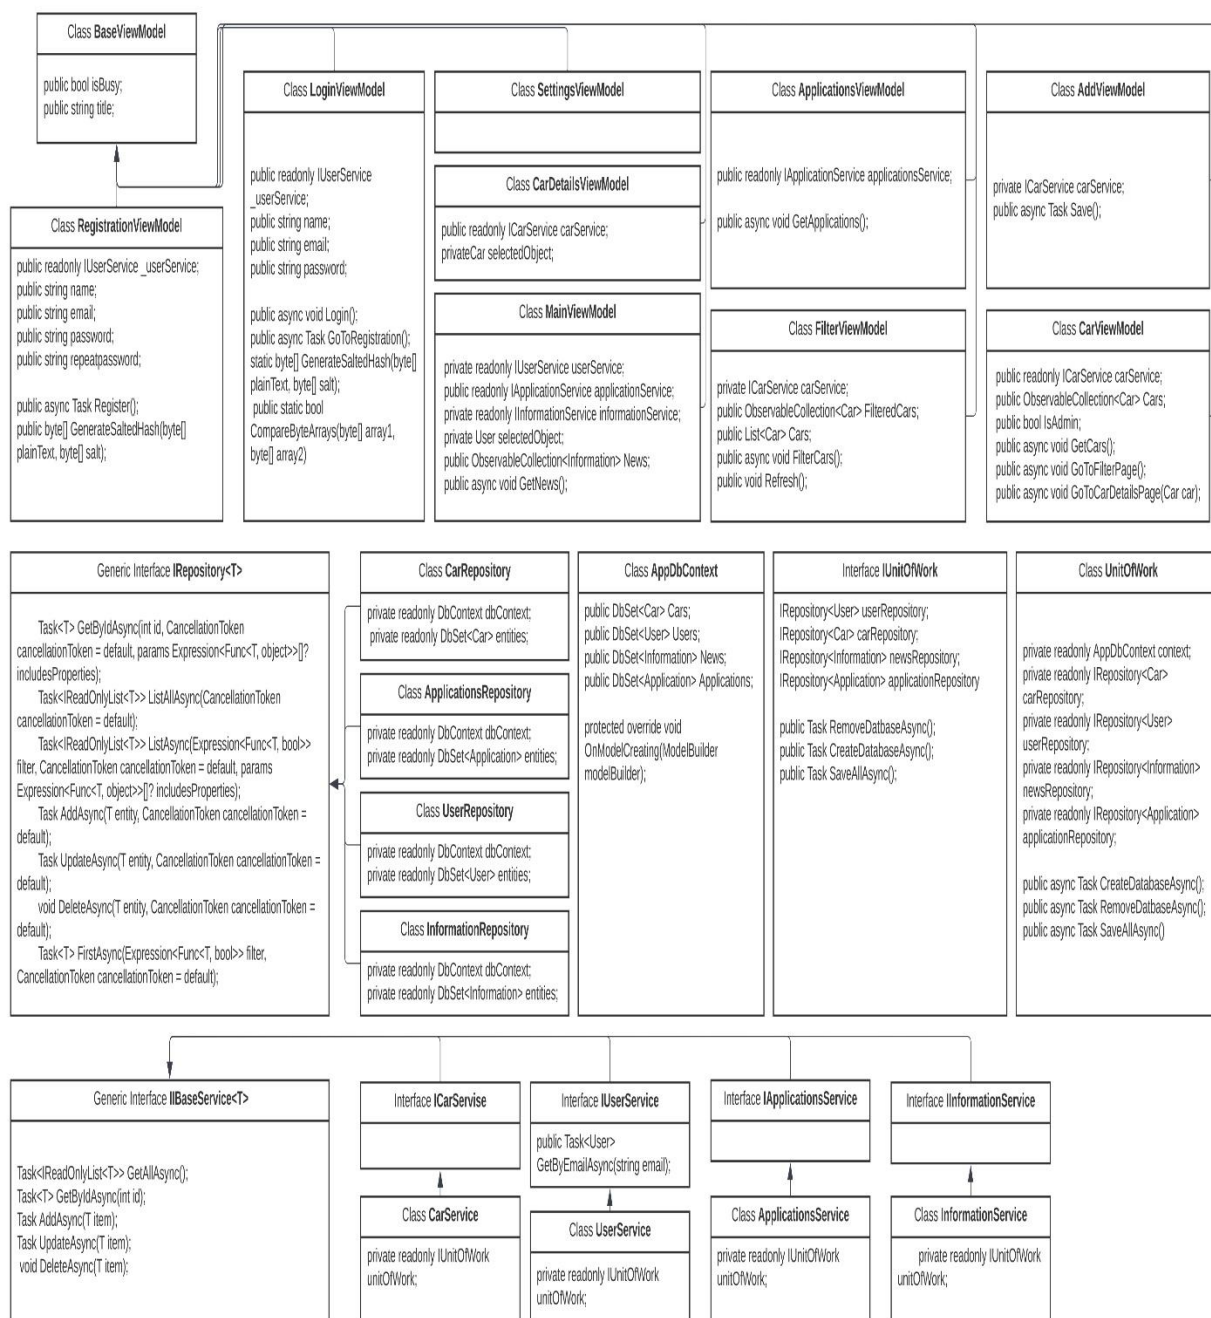 Class BaseViewModel
public bool isBusy;
public string title;
Class RegistrationViewModel
public readonly IUserService _userService;
public string name;
public string email;
public string password;
public string repeatpassword;
public async Task Register();
public byte[] GenerateSaltedHash(byte[]
plainText, byte[] salt);
Class LoginViewModel
public readonly IUserService
_userService;
public string name;
public string email;
public string password;
public async void Login();
public async Task GoToRegistration();
static byte[] GenerateSaltedHash(byte[]
plainText, byte[] salt);
public static bool
CompareByteArrays(byte[] array1,
byte[] array2)
Class SettingsViewModel
Class CarDetailsViewModel
public readonly ICarService carService;
privateCar selectedObject;
Class MainViewModel
private readonly IUserService userService;
public readonly IApplicationService applicationService;
private readonly IInformationService informationService;
private User selectedObject;
public ObservableCollection<Information> News;
public async void GetNews();
Class ApplicationsViewModel
public readonly IApplicationService applicationsService;
public async void GetApplications();
Class FilterViewModel
private ICarService carService;
public ObservableCollection<Car> FilteredCars;
public List<Car> Cars;
public async void FilterCars();
public void Refresh();
Class AddViewModel
private ICarService carService;
public async Task Save();
Class CarViewModel
public readonly ICarService carService;
public ObservableCollection<Car> Cars;
public bool IsAdmin;
public async void GetCars();
public async void GoToFilterPage();
public async void GoToCarDetailsPage(Car car);
Generic Interface IRepository<T>
Task<T> GetByIdAsync(int id, CancellationToken
cancellationToken = default, params Expression<Func<T, object>>[]?
includesProperties);
Task<IReadOnlyList<T>> ListAllAsync(CancellationToken
cancellationToken = default);
Task<IReadOnlyList<T>> ListAsync(Expression<Func<T, bool>>
filter, CancellationToken cancellationToken = default, params
Expression<Func<T, object>>[]? includesProperties);
Task AddAsync(T entity, CancellationToken cancellationToken =
default);
Task UpdateAsync(T entity, CancellationToken cancellationToken =
default);
void DeleteAsync(T entity, CancellationToken cancellationToken =
default);
Task<T> FirstAsync(Expression<Func<T, bool>> filter,
CancellationToken cancellationToken = default);
Class CarRepository
private readonly DbContext dbContext;
private readonly DbSet<Car> entities;
Class ApplicationsRepository
private readonly DbContext dbContext;
private readonly DbSet<Application> entities;
Class UserRepository
private readonly DbContext dbContext;
private readonly DbSet<User> entities;
Class InformationRepository
private readonly DbContext dbContext;
private readonly DbSet<Information> entities;
Class AppDbContext
public DbSet<Car> Cars;
public DbSet<User> Users;
public DbSet<Information> News;
public DbSet<Application> Applications;
protected override void
OnModelCreating(ModelBuilder
modelBuilder);
Interface IUnitOfWork
IRepository<User> userRepository;
IRepository<Car> carRepository;
IRepository<Information> newsRepository;
IRepository<Application> applicationRepository
public Task RemoveDatbaseAsync();
public Task CreateDatabaseAsync();
public Task SaveAllAsync();
Class UnitOfWork
private readonly AppDbContext context;
private readonly IRepository<Car>
carRepository;
private readonly IRepository<User>
userRepository;
private readonly IRepository<Information>
newsRepository;
private readonly IRepository<Application>
applicationRepository;
public async Task CreateDatabaseAsync();
public async Task RemoveDatbaseAsync();
public async Task SaveAllAsync()
Generic Interface IIBaseService<T>
Task<IReadOnlyList<T>> GetAllAsync();
Task<T> GetByIdAsync(int id);
Task AddAsync(T item);
Task UpdateAsync(T item);
void DeleteAsync(T item);
Interface ICarServise
Class CarService
private readonly IUnitOfWork
unitOfWork;
Interface IUserService
public Task<User>
GetByEmailAsync(string email);
Class UserService
private readonly IUnitOfWork
unitOfWork;
Interface IApplicationsService
Class ApplicationsService
private readonly IUnitOfWork
unitOfWork;
Interface IInformationService
Class InformationService
private readonly IUnitOfWork
unitOfWork;